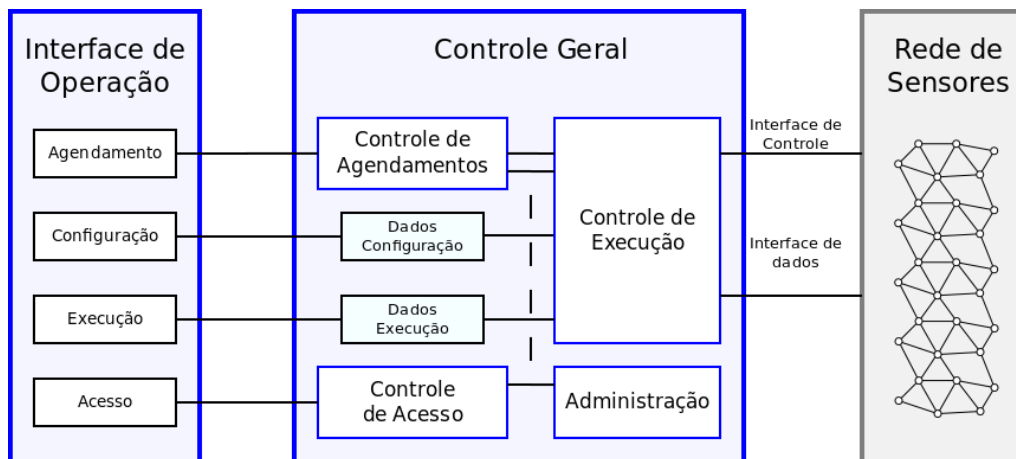 Interface de
Operação
Agendamento
Configuração
Execução
Acesso
Controle Geral
Controle de
Agendamentos
Dados
Configuração
Dados
Execução
Controle
de Acesso
Controle de
Execução
Administração
Interface de
Controle
Interface de
dados
Rede de
Sensores